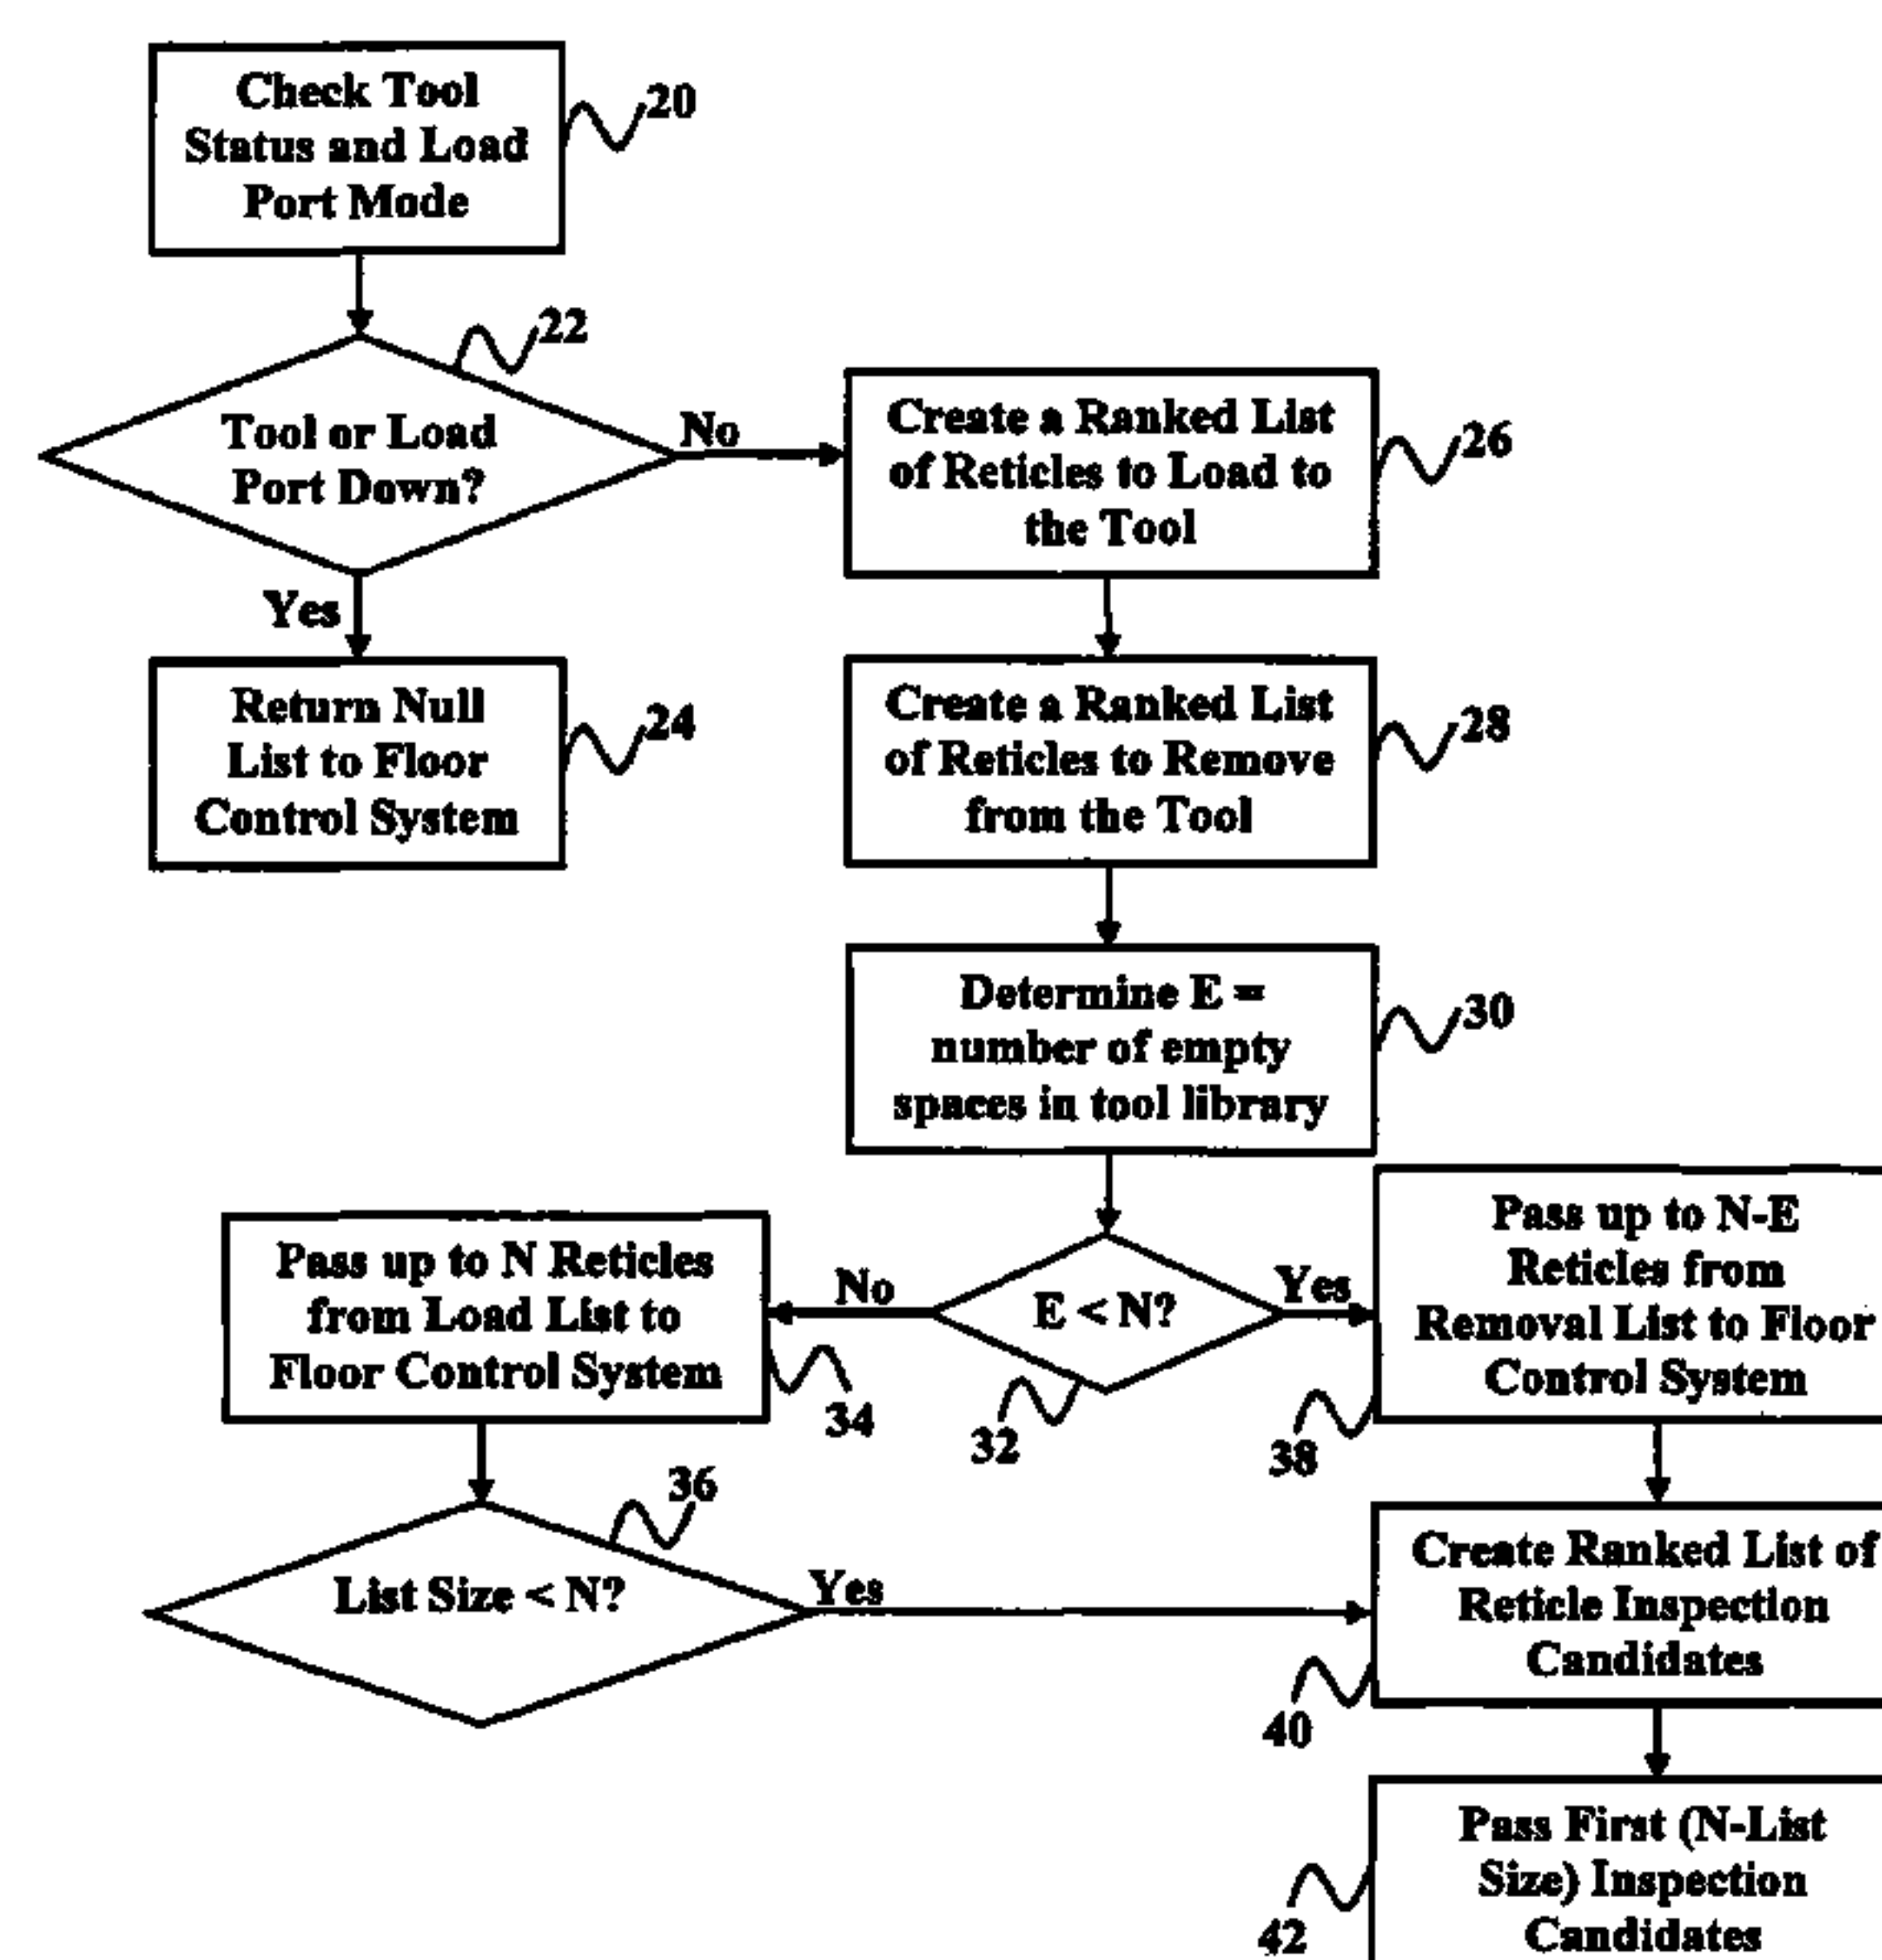 Check Tool
Status and Load
Port Mode
20
22
Tool or Load
Port Down?
No
Yes
Create a Ranked List
of Reticles to Load to
the Tool
26
Return Null
List to Floor
Control System
24
Create a Ranked List
of Reticles to Remove
from the Tool
28
Determine E =
number of empty
spaces in tool library
30
Pass up to N Reticles
from Load List to
Floor Control System
34
No
E < N?
Yes
32
Pass up to N-E
Reticles from
Removal List to Floor
Control System
38
36
List Size < N?
Yes
Create Ranked List of
Reticle Inspection
Candidates
40
Pass First (N-List
Size) Inspection
Candidates
42